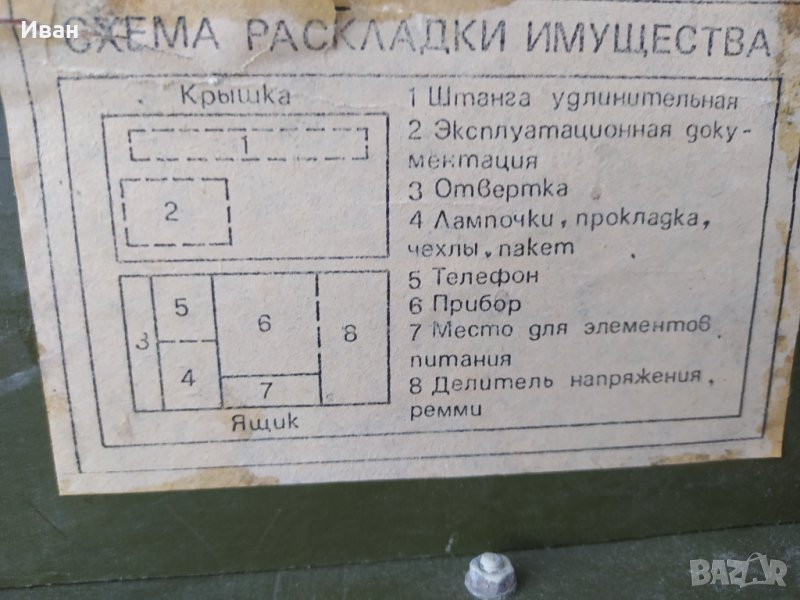 Иван
СХЕМА РАСКЛАДКИ ИМУЩЕСТВА
Крышка
1
2
3
5
4
6
7
8
Ящик
1 Штанга удлинительная
2 Эксплуатационная доку-
ментация
3 Отвертка
4 Лампочки, прокладка,
чехлы, пакет
5 Телефон
6 Прибор
7 Место для элементов
питания
8 Делитель напряжения,
ремми
BAZAR